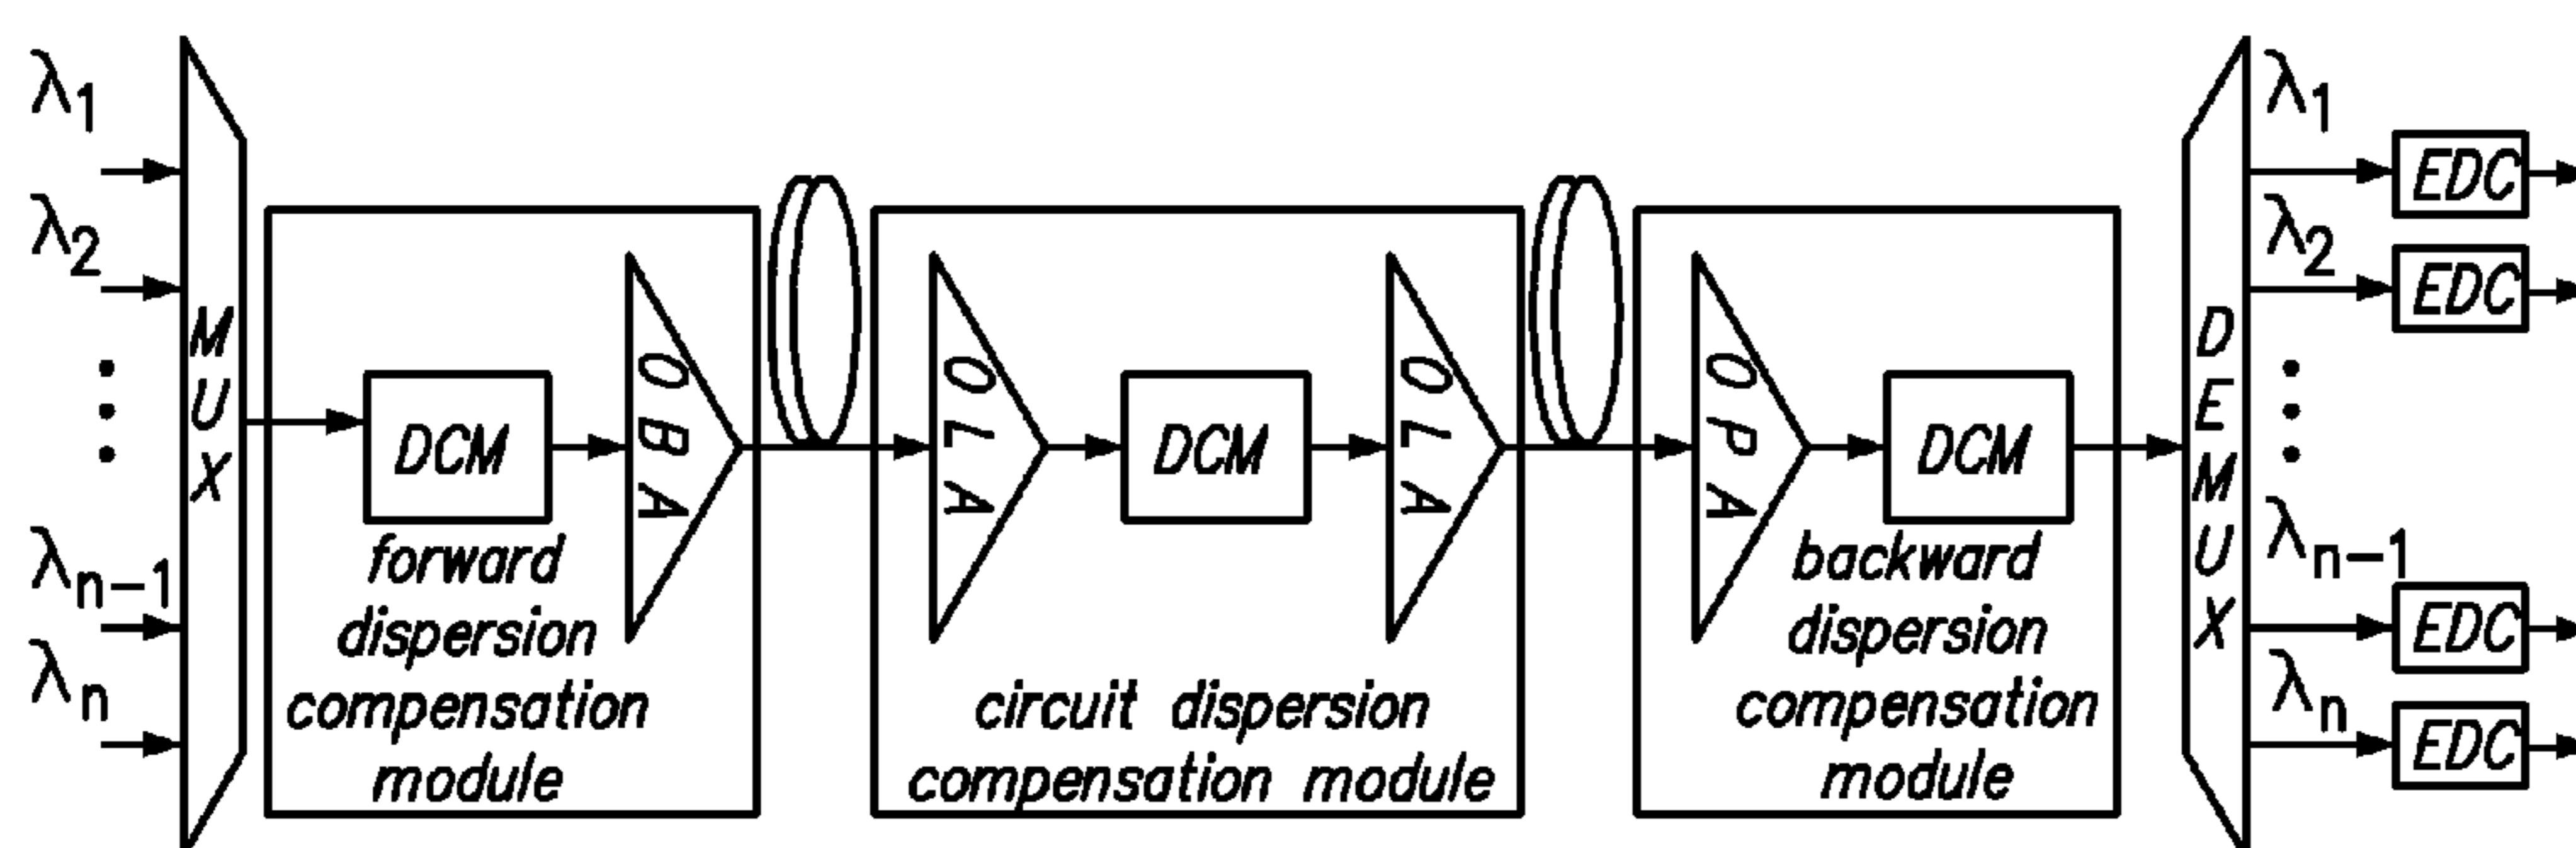 λ1
λ2
λn-1
λn
MUX
DCM
forward
dispersion
compensation
module
OBA
OLA
DCM
OLA
circuit dispersion
compensation module
OPA
DCM
backward
dispersion
compensation
module
DEMUX
λ1
EDC
λ2
EDC
λn-1
EDC
λn
EDC